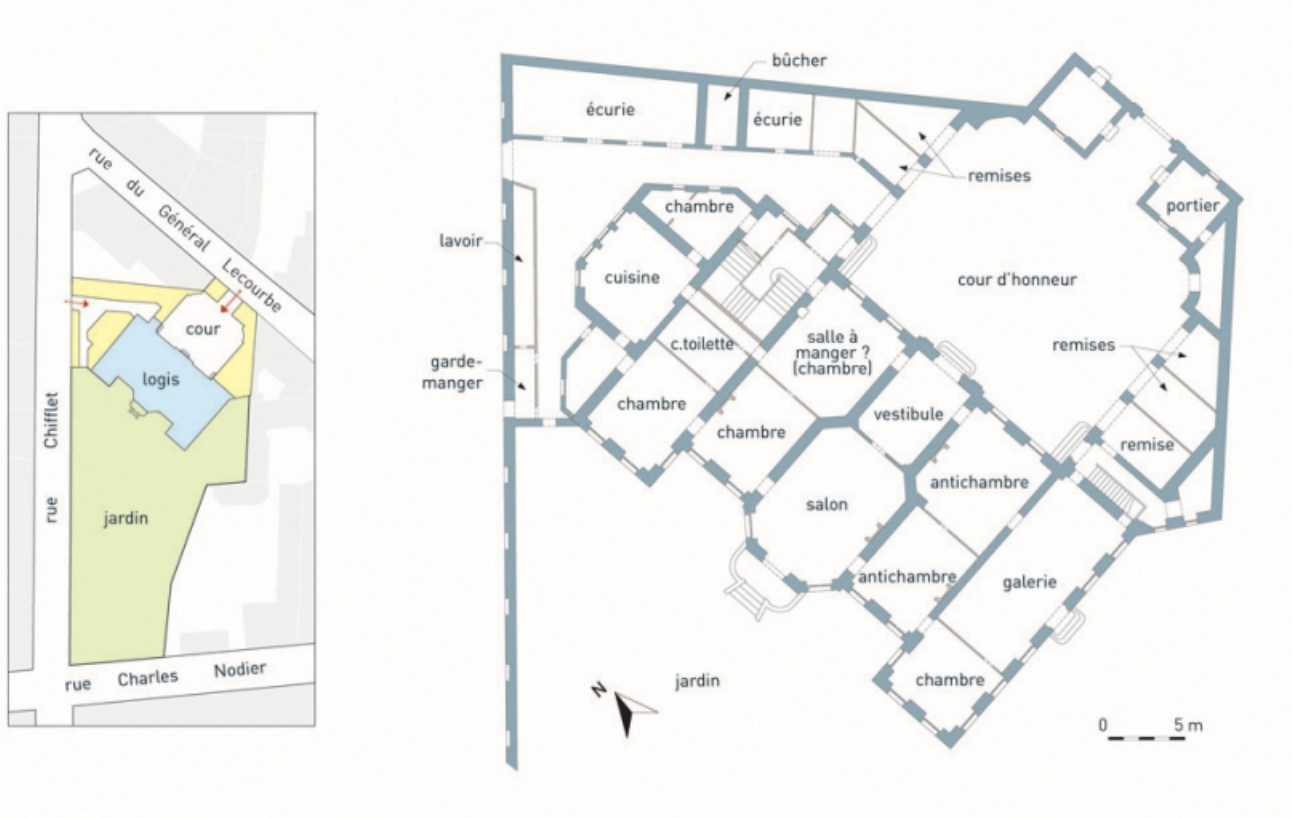 rue du Général Lecourbe
cour
logis
rue Chifflet
jardin
rue Charles Nodier
bûcher
écurie
écurie
remises
portier
chambre
lavoir
cuisine
cour d'honneur
salle à
manger ?
(chambre)
c.toilette
remises
garde-
manger
chambre
vestibule
chambre
remise
antichambre
salon
antichambre
galerie
chambre
jardin
N
0 5 m